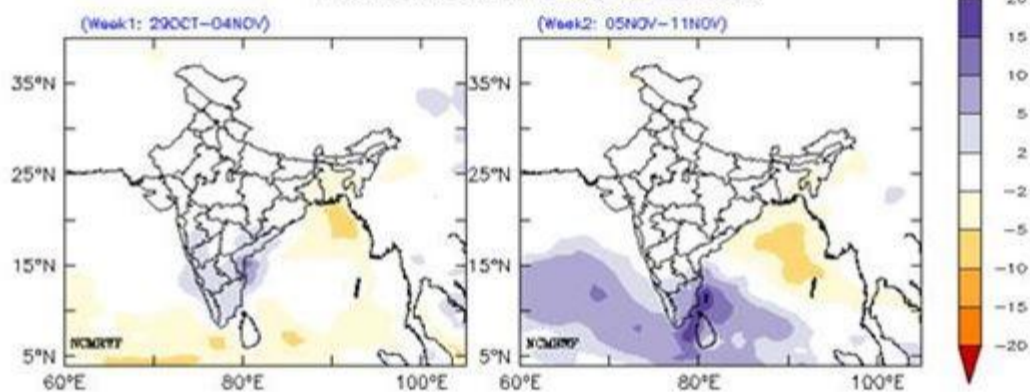 (Week1: 29OCT-04NOV)
35°N
25°N
15°N
5°N
NCMRWF
60°E
80°E
100°E
(Week2: 05NOV-11NOV)
35°N
25°N
15°N
5°N
NCMRWF
60°E
80°E
100°E
15
10
5
2
-2
-5
-10
-15
-20